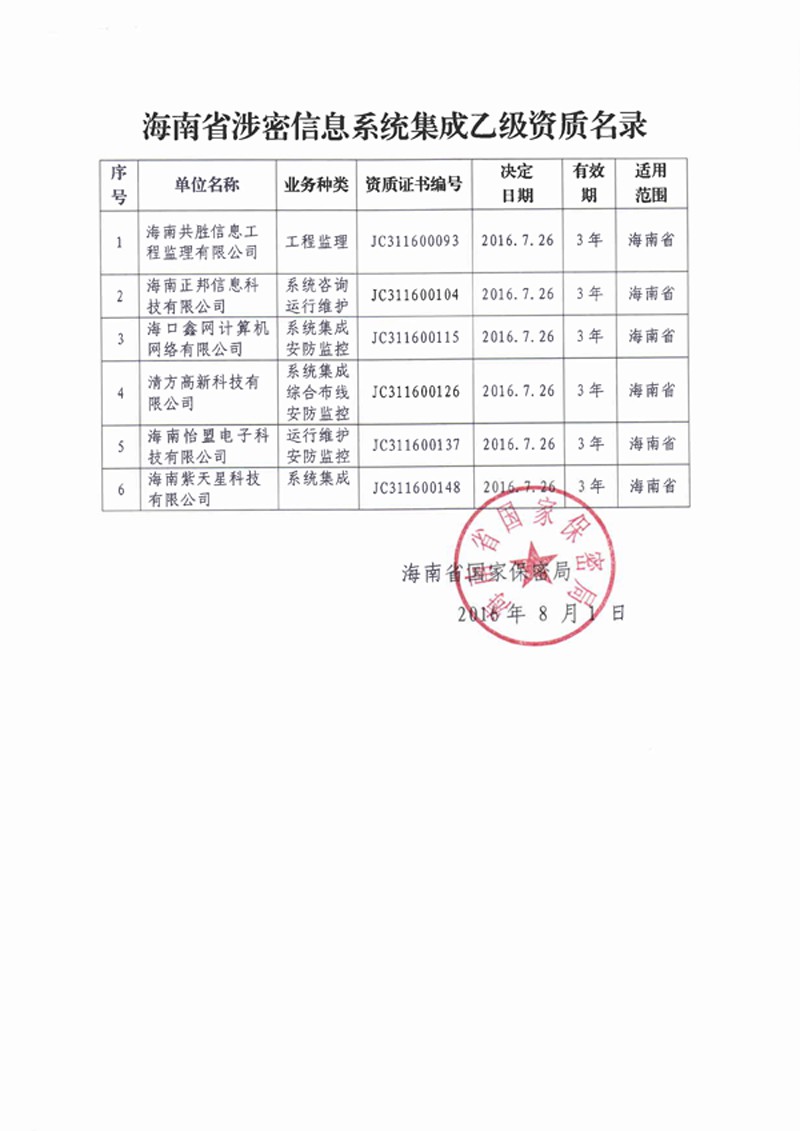 海南省涉密信息系统集成乙级资质名录
序号 单位名称 业务种类 资质证书编号 决定日期 有效期 适用范围
1 海南共胜信息工程监理有限公司 工程监理 JC311600093 2016.7.26 3年 海南省
2 海南正邦信息科技有限公司 系统咨询 运行维护 JC311600104 2016.7.26 3年 海南省
3 海口鑫网计算机网络有限公司 系统集成 安防监控 JC311600115 2016.7.26 3年 海南省
4 清方高新科技有限公司 系统集成 综合布线 安防监控 JC311600126 2016.7.26 3年 海南省
5 海南怡盟电子科技有限公司 运行维护 安防监控 JC311600137 2016.7.26 3年 海南省
6 海南紫天星科技有限公司 系统集成 JC311600148 2016.7.26 3年 海南省
海南省国家保密局
2016年8月1日
海南省国家保密局